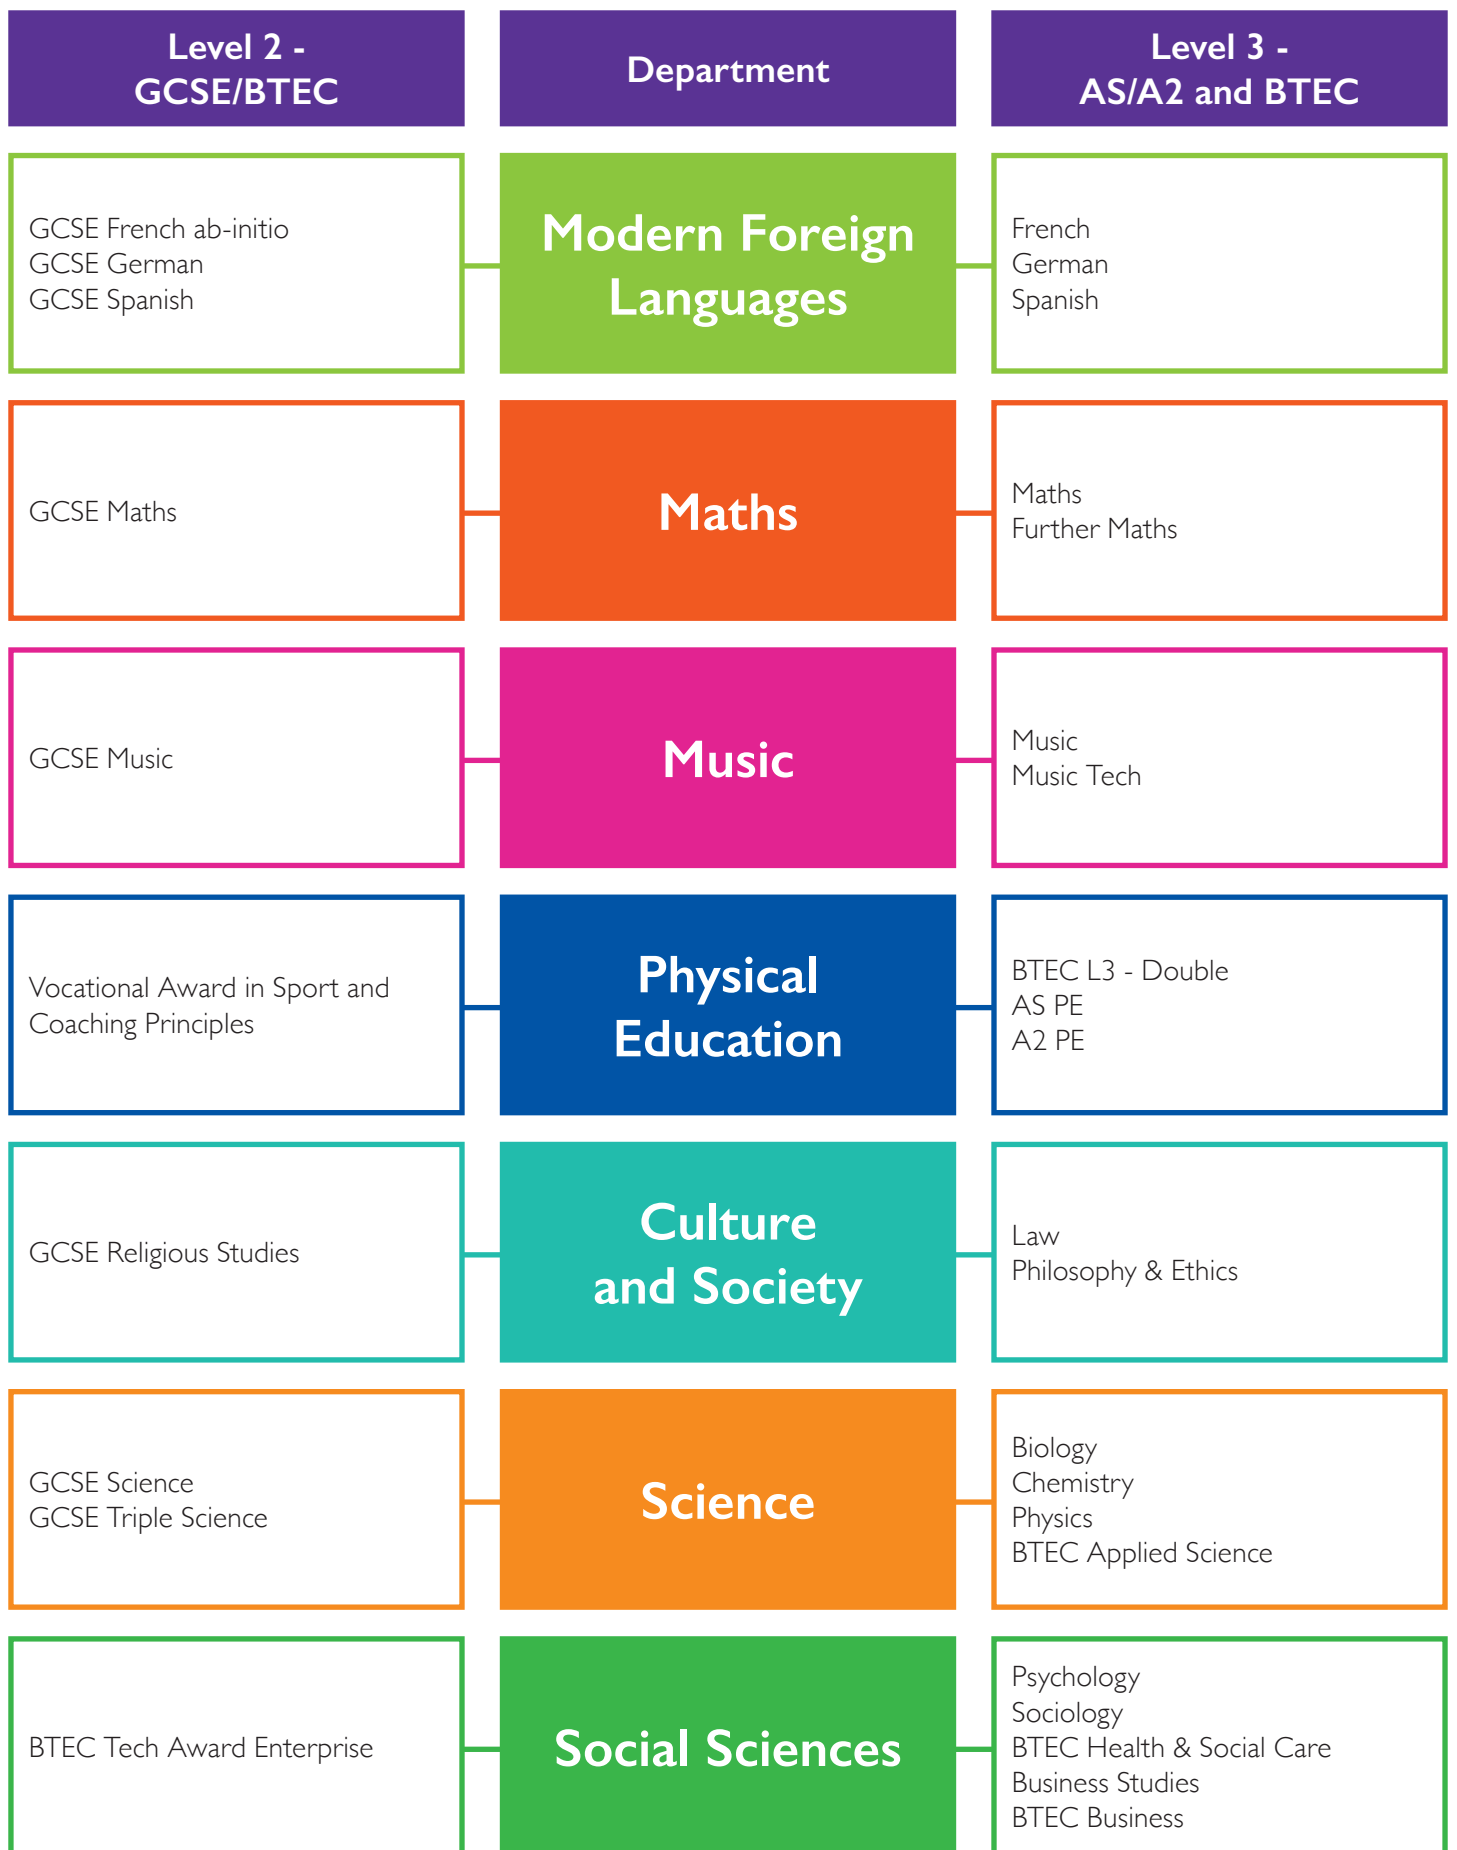 Level 2 -
GCSE/BTEC
Department
Level 3 -
AS/A2 and BTEC
GCSE French ab-initio
GCSE German
GCSE Spanish
Modern Foreign
Languages
French
German
Spanish
GCSE Maths
Maths
Maths
Further Maths
GCSE Music
Music
Music
Music Tech
Vocational Award in Sport and
Coaching Principles
Physical
Education
BTEC L3 - Double
AS PE
A2 PE
GCSE Religious Studies
Culture
and Society
Law
Philosophy & Ethics
GCSE Science
GCSE Triple Science
Science
Biology
Chemistry
Physics
BTEC Applied Science
BTEC Tech Award Enterprise
Social Sciences
Psychology
Sociology
BTEC Health & Social Care
Business Studies
BTEC Business